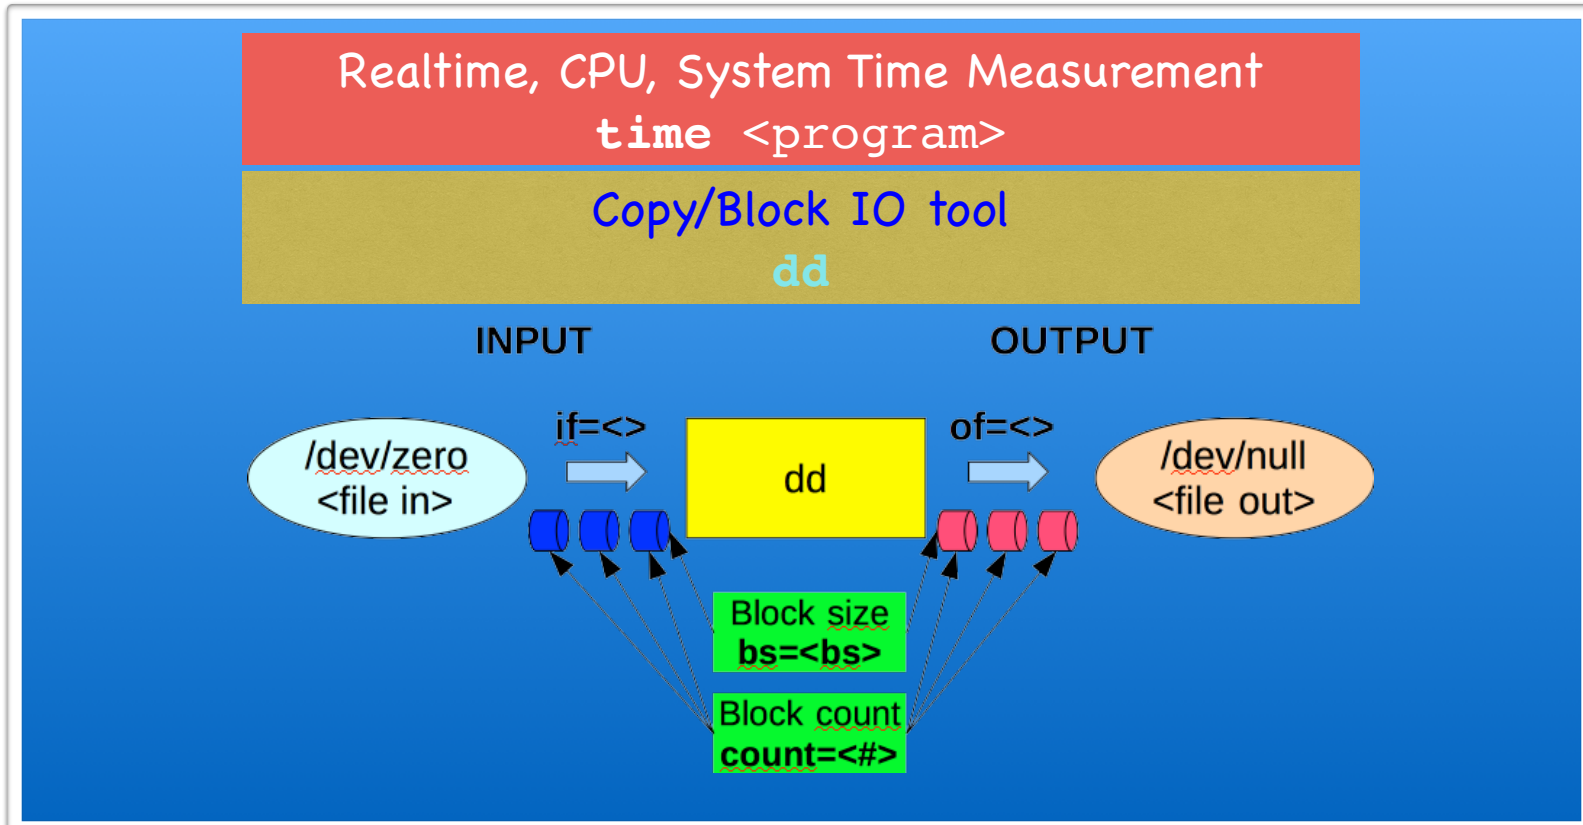 Realtime, CPU, System Time Measurement
time <program>
Copy/Block IO tool
dd
INPUT
OUTPUT
if=<>
of=<>
/dev/zero
<file in>
dd
/dev/null
<file out>
Block size
bs=<bs>
Block count
count=<#>